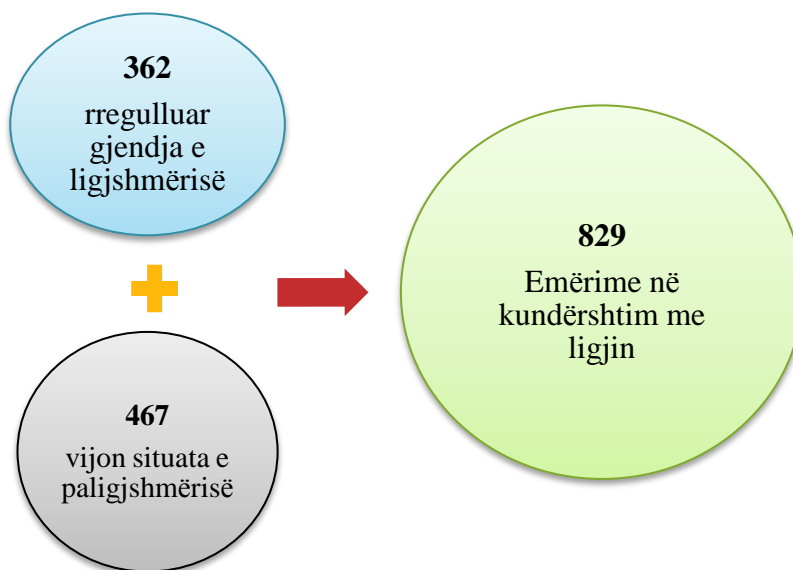 362
rregulluar
gjendja e
ligjshmërisë
467
vijon situata e
paligjshmërisë
829
Emërime në
kundërshtim me
ligjin